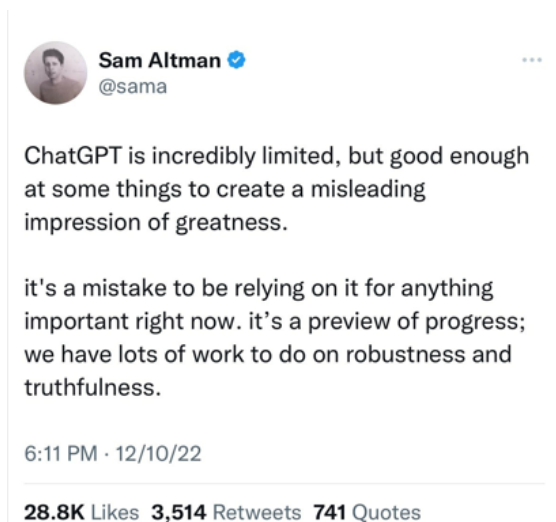 Sam Altman
@sama
ChatGPT is incredibly limited, but good enough
at some things to create a misleading
impression of greatness.
it's a mistake to be relying on it for anything
important right now. it’s a preview of progress;
we have lots of work to do on robustness and
truthfulness.
6:11 PM · 12/10/22
28.8K Likes 3,514 Retweets 741 Quotes